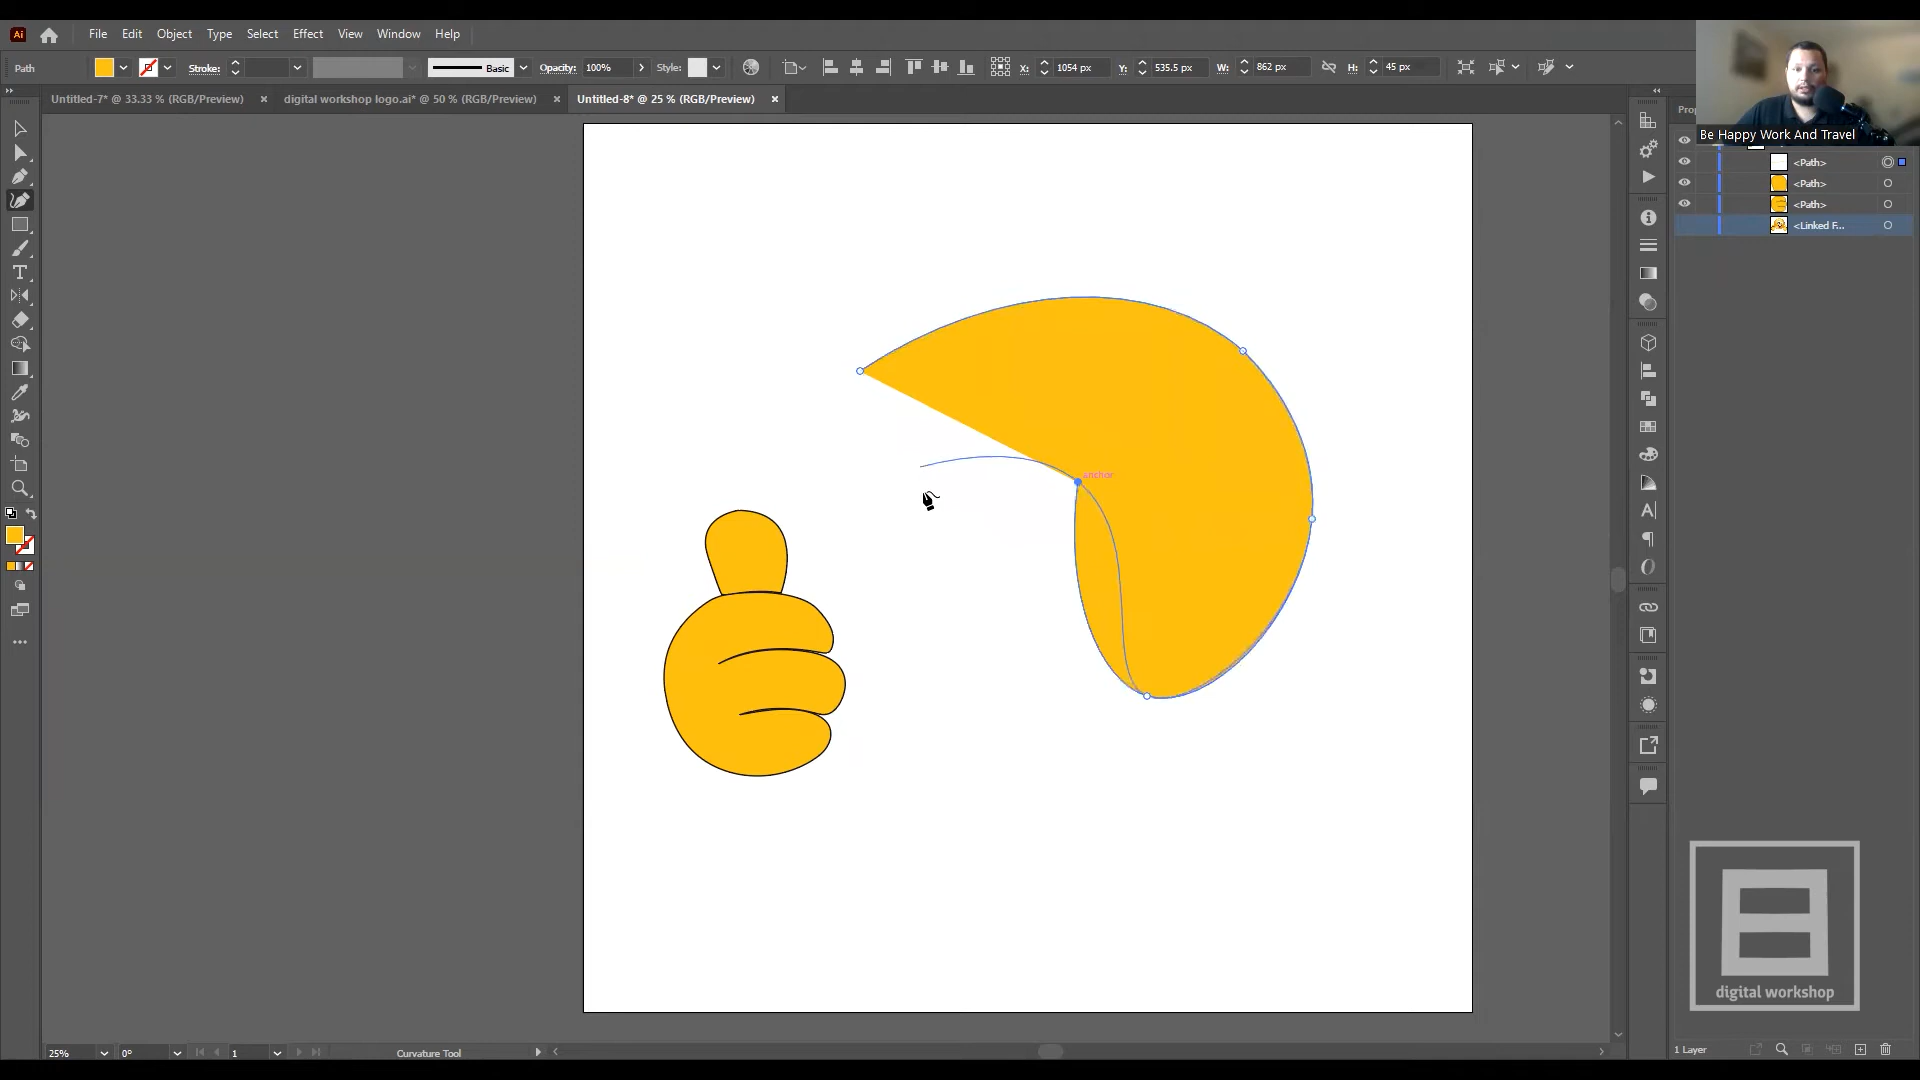 Ai File Edit Object Type Select Effect View Window Help
Path Stroke: Basic Opacity: 100% Style: X: 1054 px Y: 535.5 px W: 862 px H: 45 px
Be Happy Work And Travel
Untitled-7* @ 33.33 % (RGB/Preview) × digital workshop logo.ai* @ 50 % (RGB/Preview) × Untitled-8* @ 25 % (RGB/Preview) ×
<Path>
<Path>
<Path>
<Linked F...
anchor
digital workshop
25% 0° 1 Curvature Tool
1 Layer